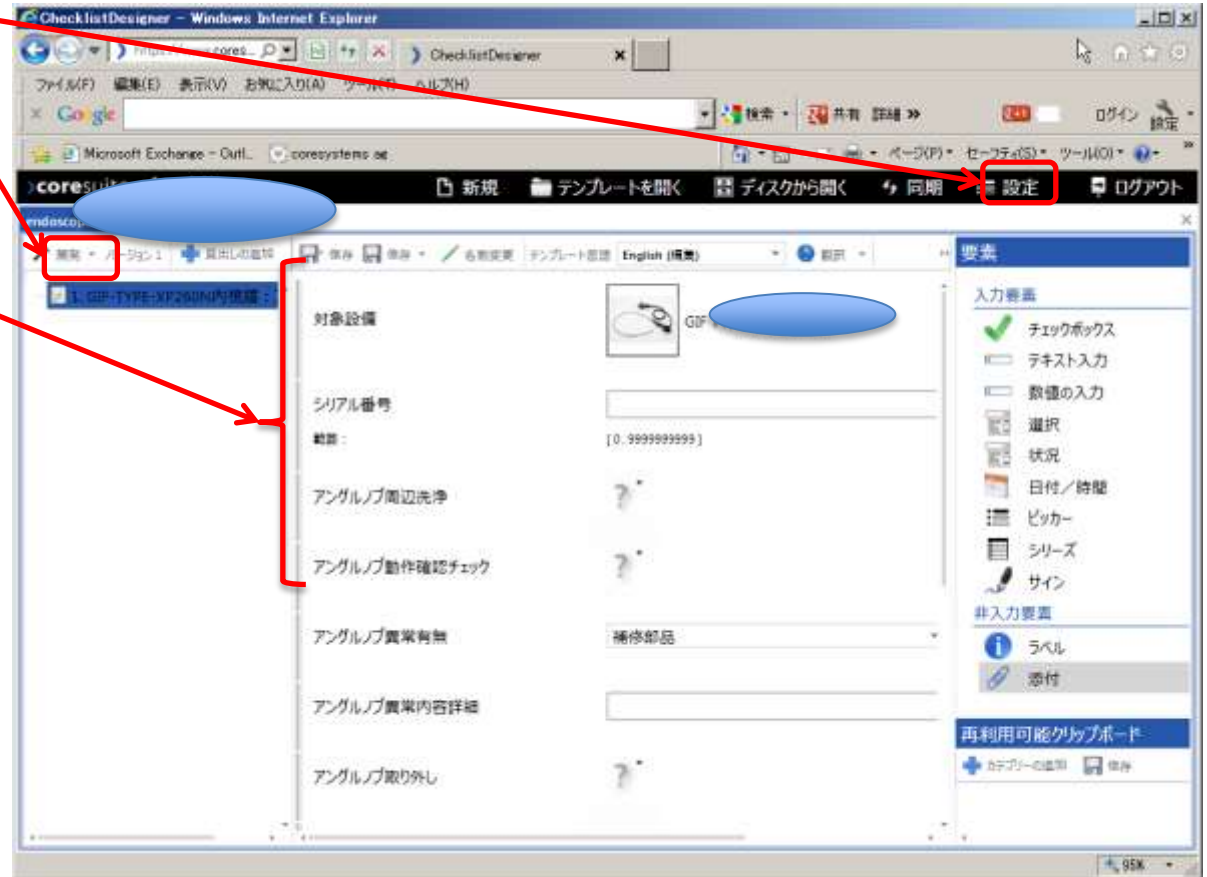 ChecklistDesigner - Windows Internet Explorer
ChecklistDesigner
ファイル(F) 編集(E) 表示(V) お気に入り(A) ツール(T) ヘルプ(H)
Google 検索 共有 詳細 » ログイン 設定
Microsoft Exchange - Outl... coresystems ag ページ(P) セーフティ(S) ツール(O)
coresuite 新規 テンプレートを開く ディスクから開く 同期 設定 ログアウト
バージョン 1 見出しの追加 保存 保存 名前変更 English (編集) 翻訳
要素
入力要素
チェックボックス
テキスト入力
数値の入力
選択
状況
日付／時間
ピッカー
シリーズ
サイン
非入力要素
ラベル
添付
再利用可能クリップボード
カテゴリーの追加 保存
対象設備 GIF
シリアル番号
範囲: [0..9999999999]
アングルノブ周辺洗浄 ?*
アングルノブ動作確認チェック ?*
アングルノブ異常有無 補修部品
アングルノブ異常内容詳細
アングルノブ取り外し ?*
95%